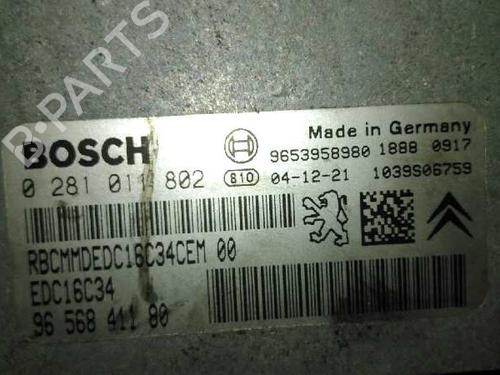 B-PARTS
BOSCH
Made in Germany
9653958980 1888 0917
0 281 011 802 810 04-12-21 1039S06759
RBCMMDEDC16C34CEM 00
EDC16C34
96 568 411 80